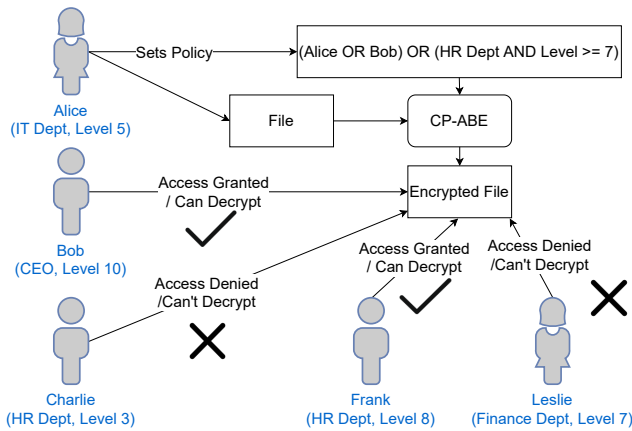 Sets Policy
(Alice OR Bob) OR (HR Dept AND Level >= 7)
Alice
(IT Dept, Level 5)
File
CP-ABE
Access Granted
/ Can Decrypt
Encrypted File
Bob
(CEO, Level 10)
Access Denied
/Can't Decrypt
Access Granted
/ Can Decrypt
Access Denied
/Can't Decrypt
Charlie
(HR Dept, Level 3)
Frank
(HR Dept, Level 8)
Leslie
(Finance Dept, Level 7)